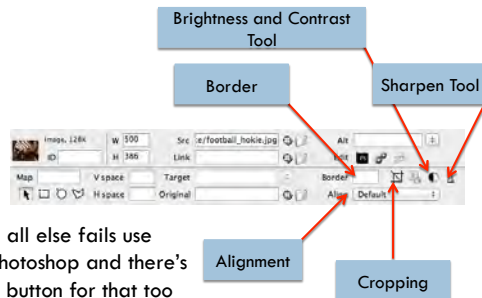 Brightness and Contrast
Tool
Border
Sharpen Tool
Image, 128K W 500 Src :e/football_hokie.jpg Alt
ID H 386 Link Edit
Map V space Target Border
H space Original Align Default
all else fails use
hotoshop and there's
button for that too
Alignment
Cropping